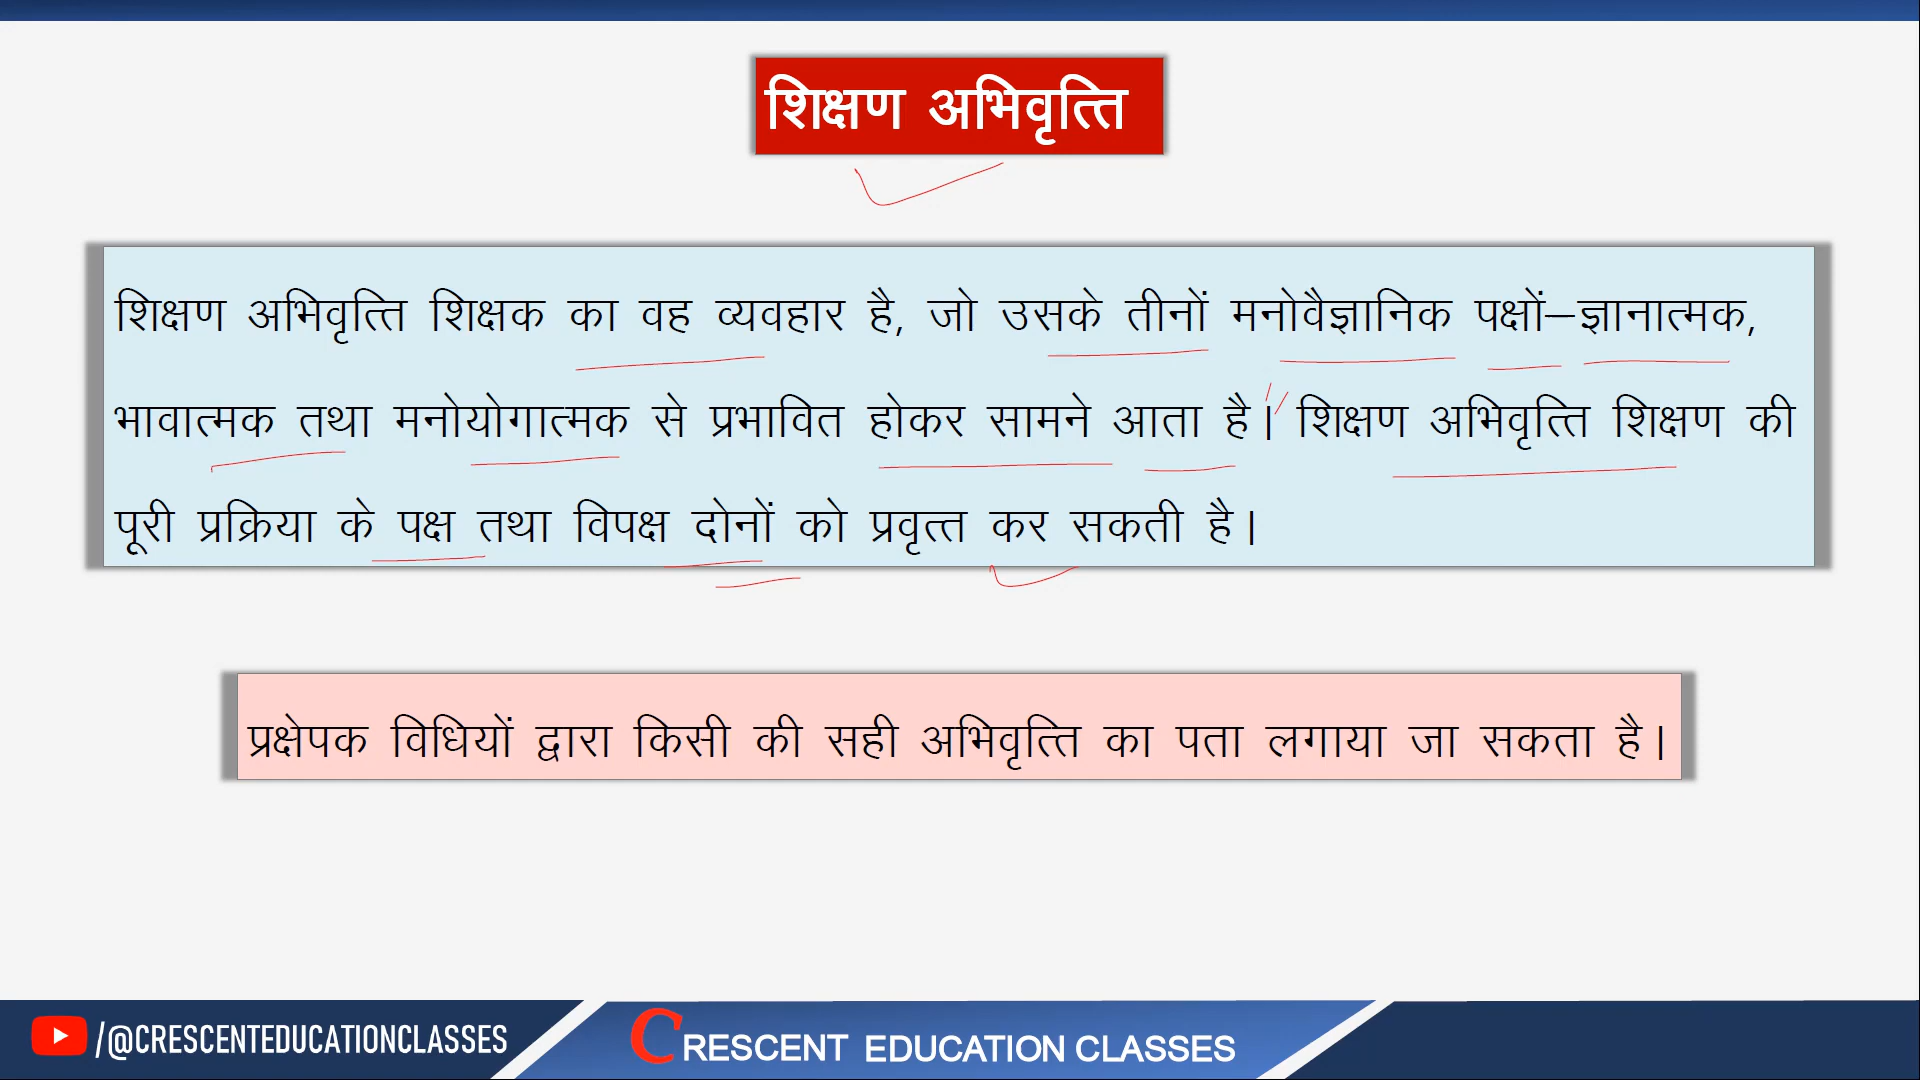 शिक्षण अभिवृत्ति
शिक्षण अभिवृत्ति शिक्षक का वह व्यवहार है, जो उसके तीनों मनोवैज्ञानिक पक्षों–ज्ञानात्मक,
भावात्मक तथा मनोयोगात्मक से प्रभावित होकर सामने आता है। शिक्षण अभिवृत्ति शिक्षण की
पूरी प्रक्रिया के पक्ष तथा विपक्ष दोनों को प्रवृत्त कर सकती है।
प्रक्षेपक विधियों द्वारा किसी की सही अभिवृत्ति का पता लगाया जा सकता है।
/@CRESCENTEDUCATIONCLASSES
CRESCENT EDUCATION CLASSES